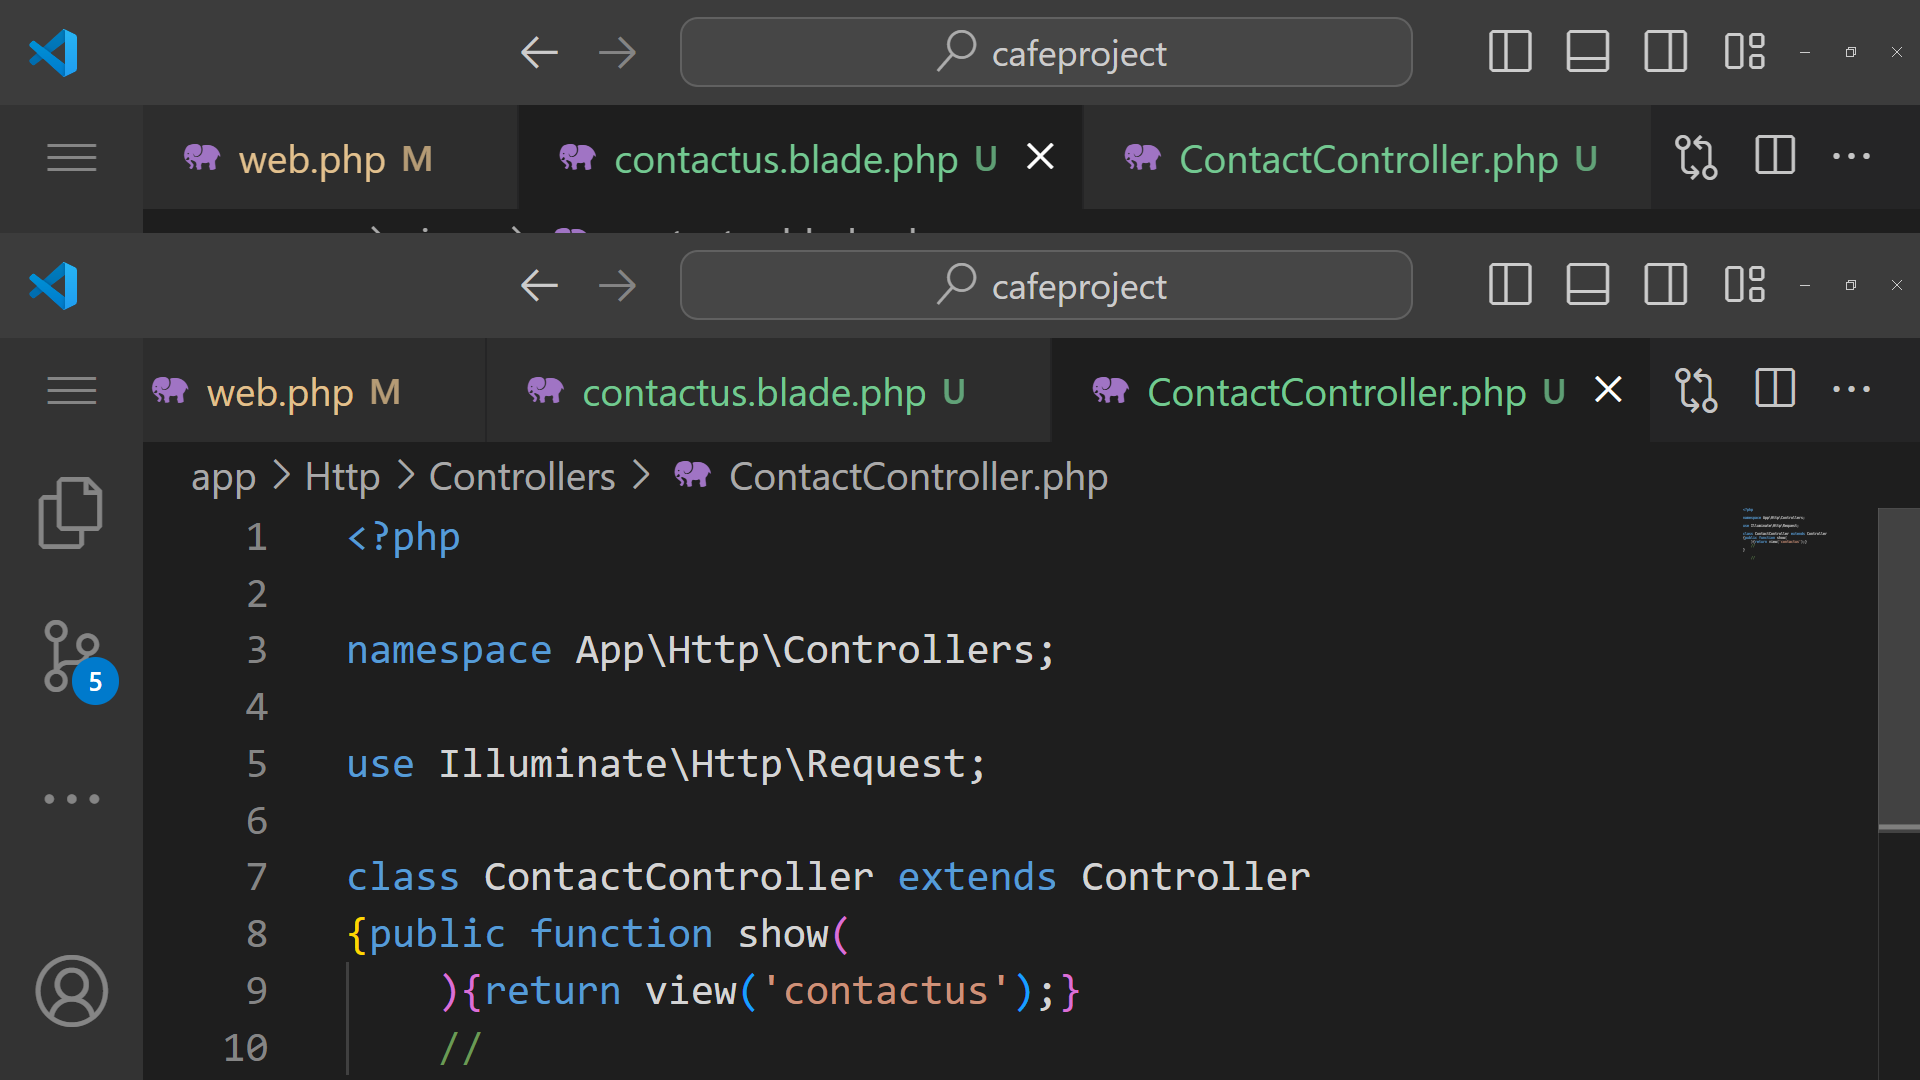 cafeproject
web.php M
contactus.blade.php U
ContactController.php U
cafeproject
web.php M
contactus.blade.php U
ContactController.php U
app > Http > Controllers > ContactController.php
1 <?php
2
3 namespace App\Http\Controllers;
4
5 use Illuminate\Http\Request;
6
7 class ContactController extends Controller
8 {public function show(
9 ){return view('contactus');}
10 //
5